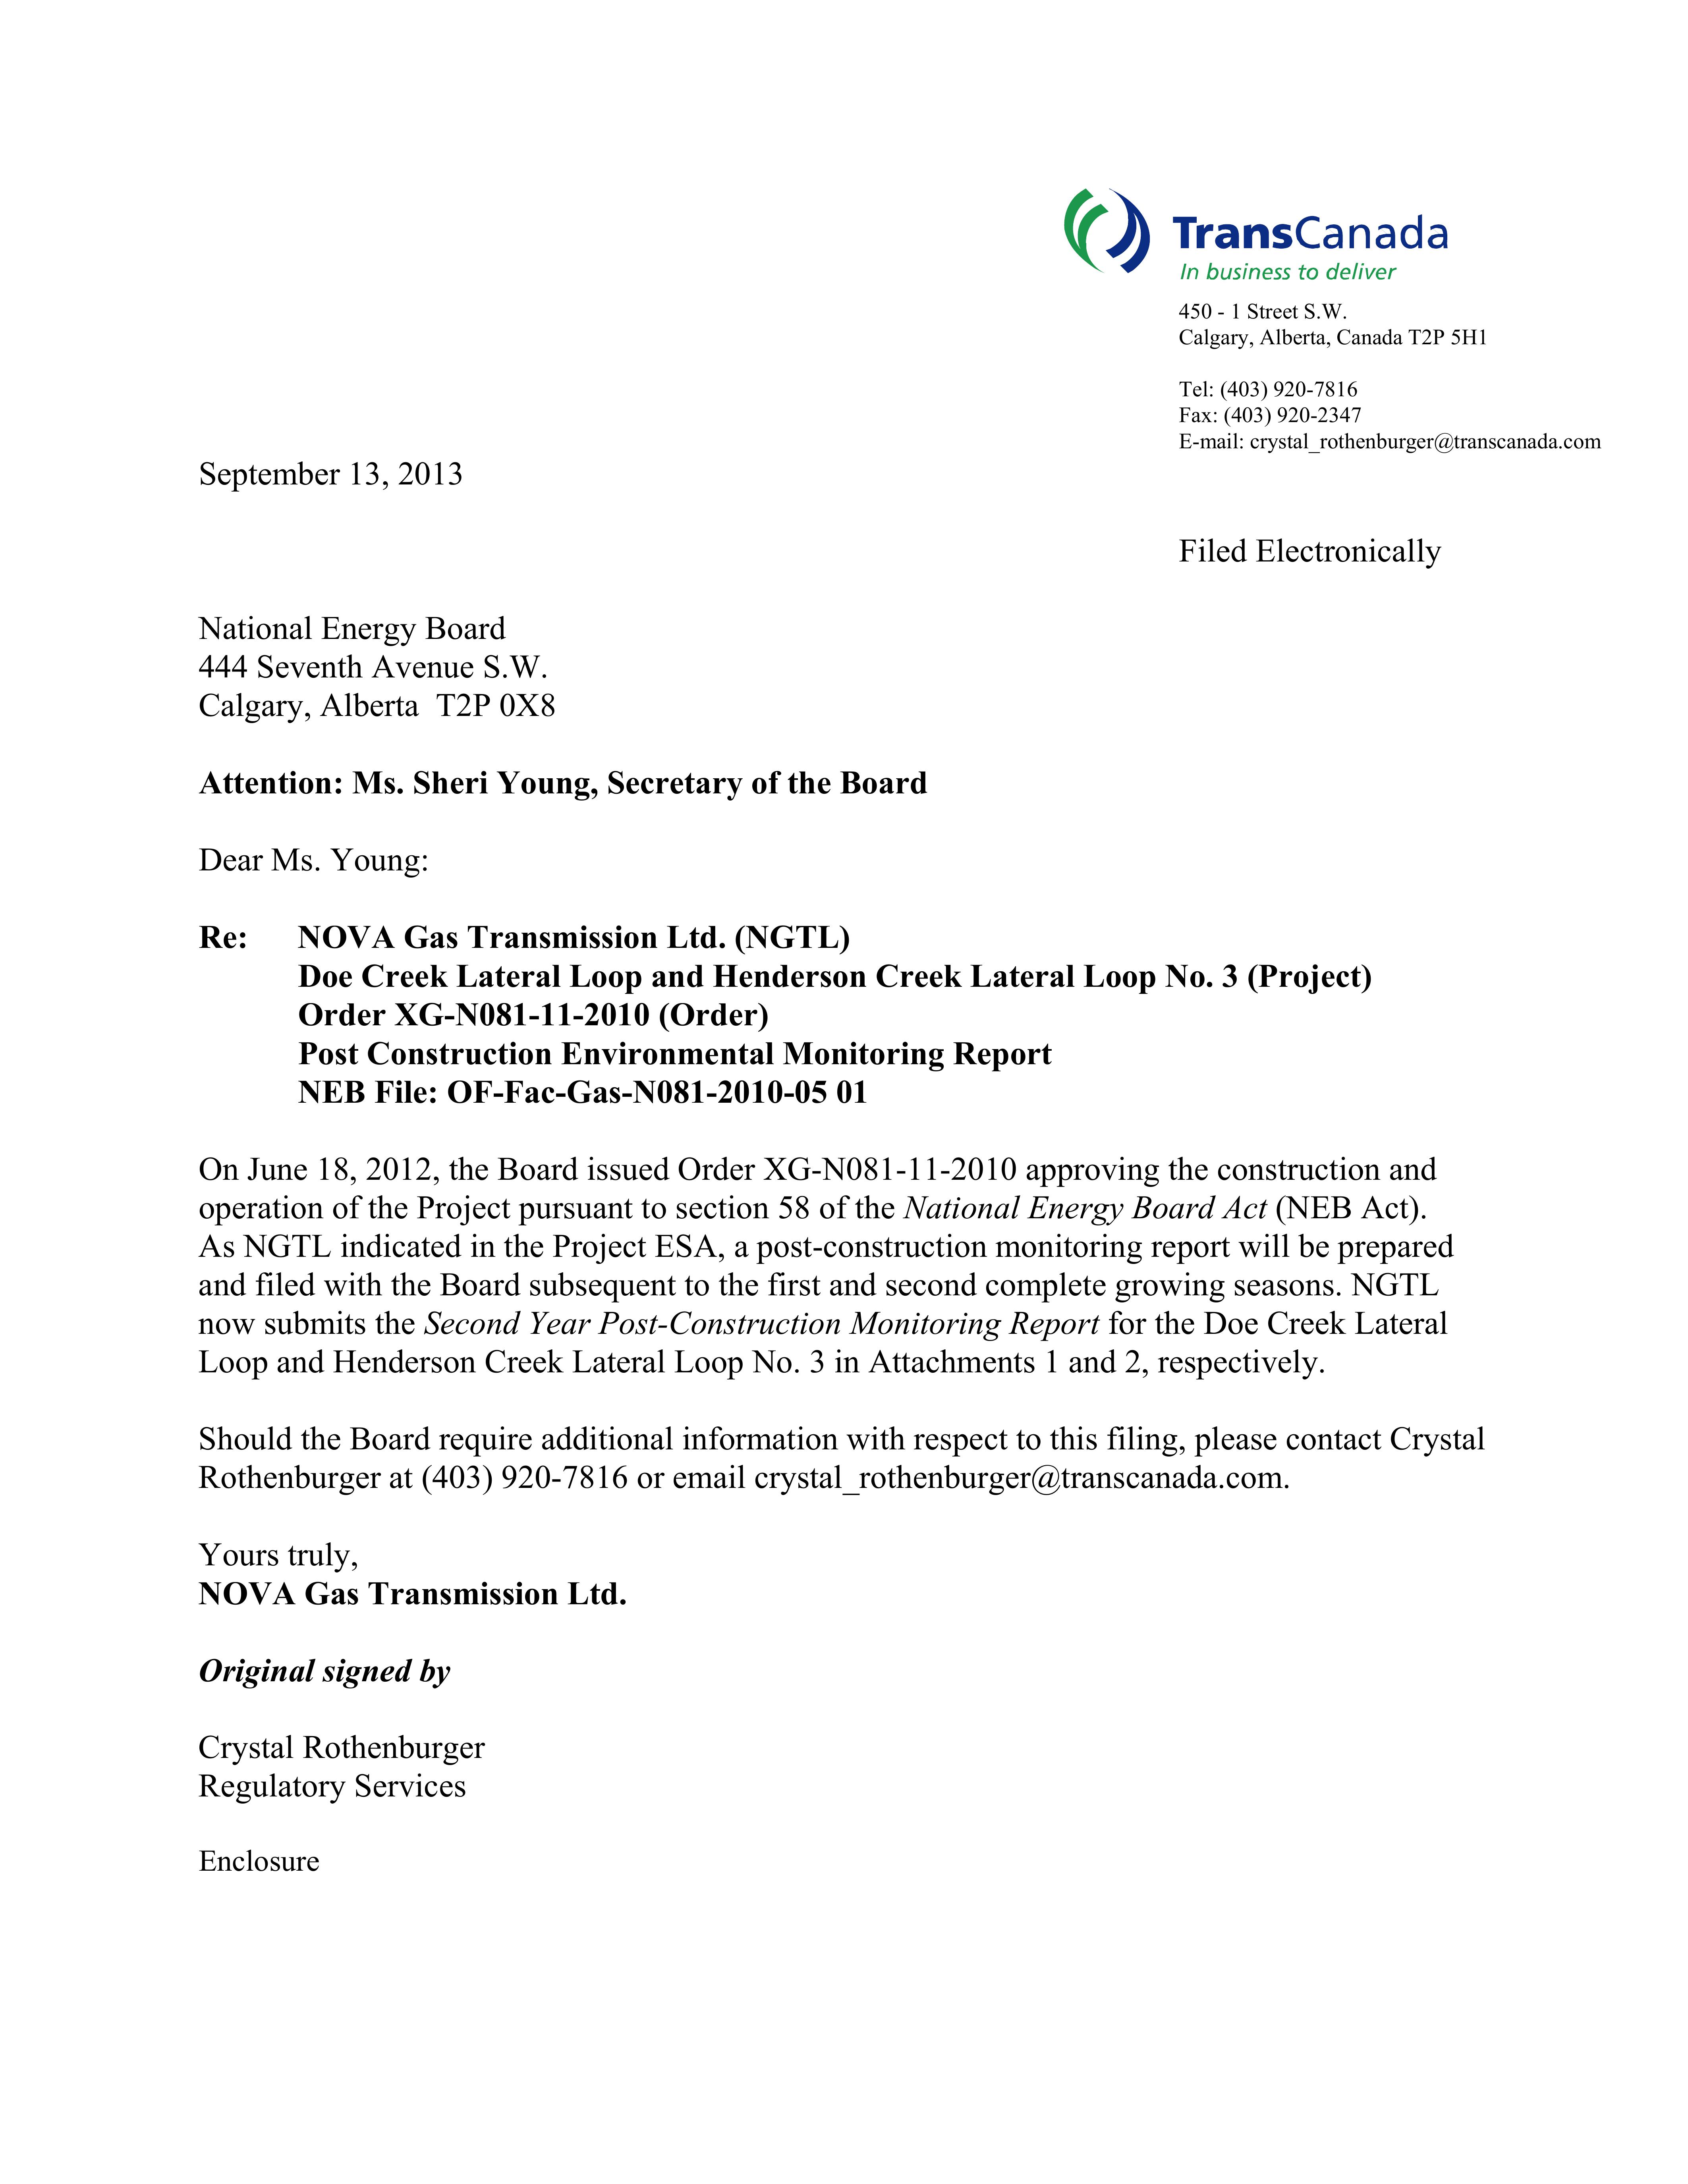 TransCanada
In business to deliver
450 - 1 Street S.W.
Calgary, Alberta, Canada T2P 5H1
Tel: (403) 920-7816
Fax: (403) 920-2347
E-mail: crystal_rothenburger@transcanada.com
September 13, 2013
Filed Electronically
National Energy Board
444 Seventh Avenue S.W.
Calgary, Alberta  T2P 0X8
Attention: Ms. Sheri Young, Secretary of the Board
Dear Ms. Young:
Re: NOVA Gas Transmission Ltd. (NGTL)
Doe Creek Lateral Loop and Henderson Creek Lateral Loop No. 3 (Project)
Order XG-N081-11-2010 (Order)
Post Construction Environmental Monitoring Report
NEB File: OF-Fac-Gas-N081-2010-05 01
On June 18, 2012, the Board issued Order XG-N081-11-2010 approving the construction and
operation of the Project pursuant to section 58 of the National Energy Board Act (NEB Act).
As NGTL indicated in the Project ESA, a post-construction monitoring report will be prepared
and filed with the Board subsequent to the first and second complete growing seasons. NGTL
now submits the Second Year Post-Construction Monitoring Report for the Doe Creek Lateral
Loop and Henderson Creek Lateral Loop No. 3 in Attachments 1 and 2, respectively.
Should the Board require additional information with respect to this filing, please contact Crystal
Rothenburger at (403) 920-7816 or email crystal_rothenburger@transcanada.com.
Yours truly,
NOVA Gas Transmission Ltd.
Original signed by
Crystal Rothenburger
Regulatory Services
Enclosure